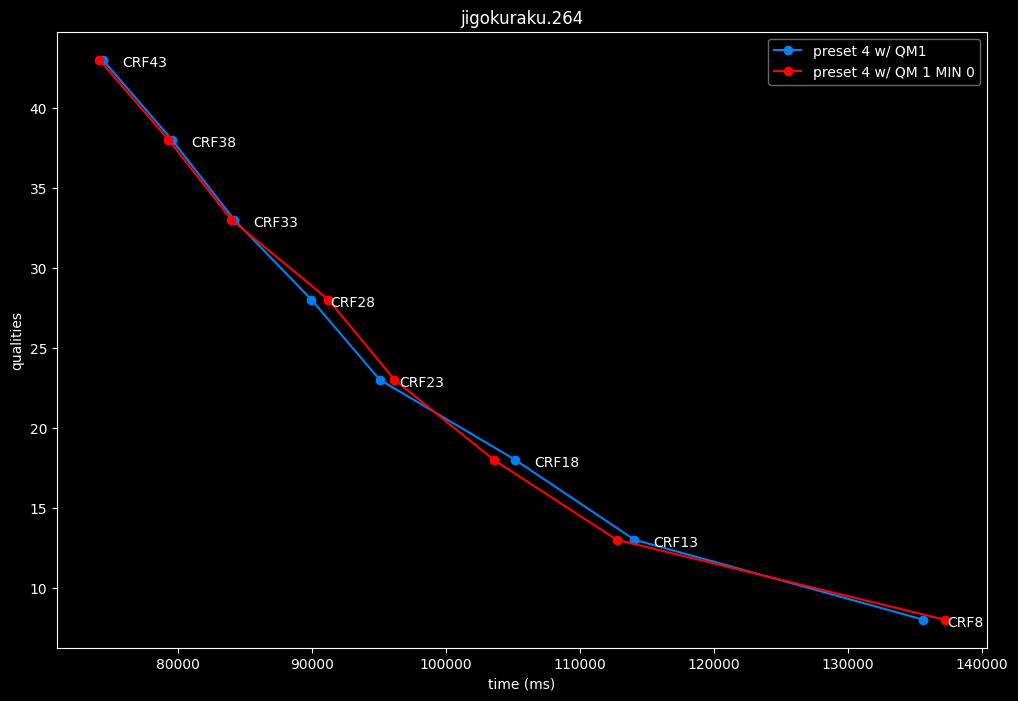 jigokuraku.264
preset 4 w/ QM1
preset 4 w/ QM 1 MIN 0
CRF43
CRF38
CRF33
CRF28
CRF23
CRF18
CRF13
CRF8
40
35
30
25
20
15
10
qualities
80000
90000
100000
110000
120000
130000
140000
time (ms)